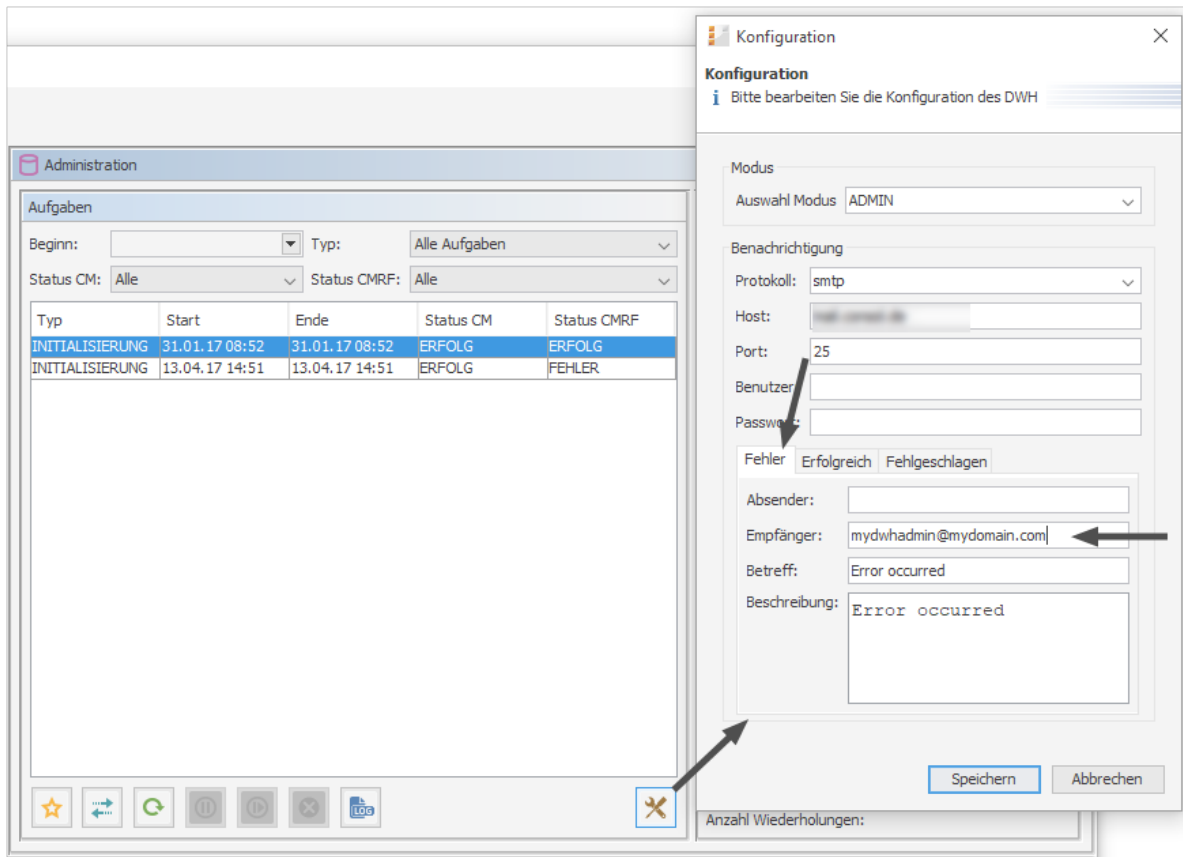 Administration
Aufgaben
Beginn: Typ: Alle Aufgaben
Status CM: Alle Status CMRF: Alle
Typ Start Ende Status CM Status CMRF
INITIALISIERUNG 31.01.17 08:52 31.01.17 08:52 ERFOLG ERFOLG
INITIALISIERUNG 13.04.17 14:51 13.04.17 14:51 ERFOLG FEHLER
LOG
Konfiguration
Konfiguration
Bitte bearbeiten Sie die Konfiguration des DWH
Modus
Auswahl Modus ADMIN
Benachrichtigung
Protokoll: smtp
Host:
Port: 25
Benutzer
Passwort:
Fehler Erfolgreich Fehlgeschlagen
Absender:
Empfänger: mydwhadmin@mydomain.com
Betreff: Error occurred
Beschreibung: Error occurred
Speichern Abbrechen
Anzahl Wiederholungen: